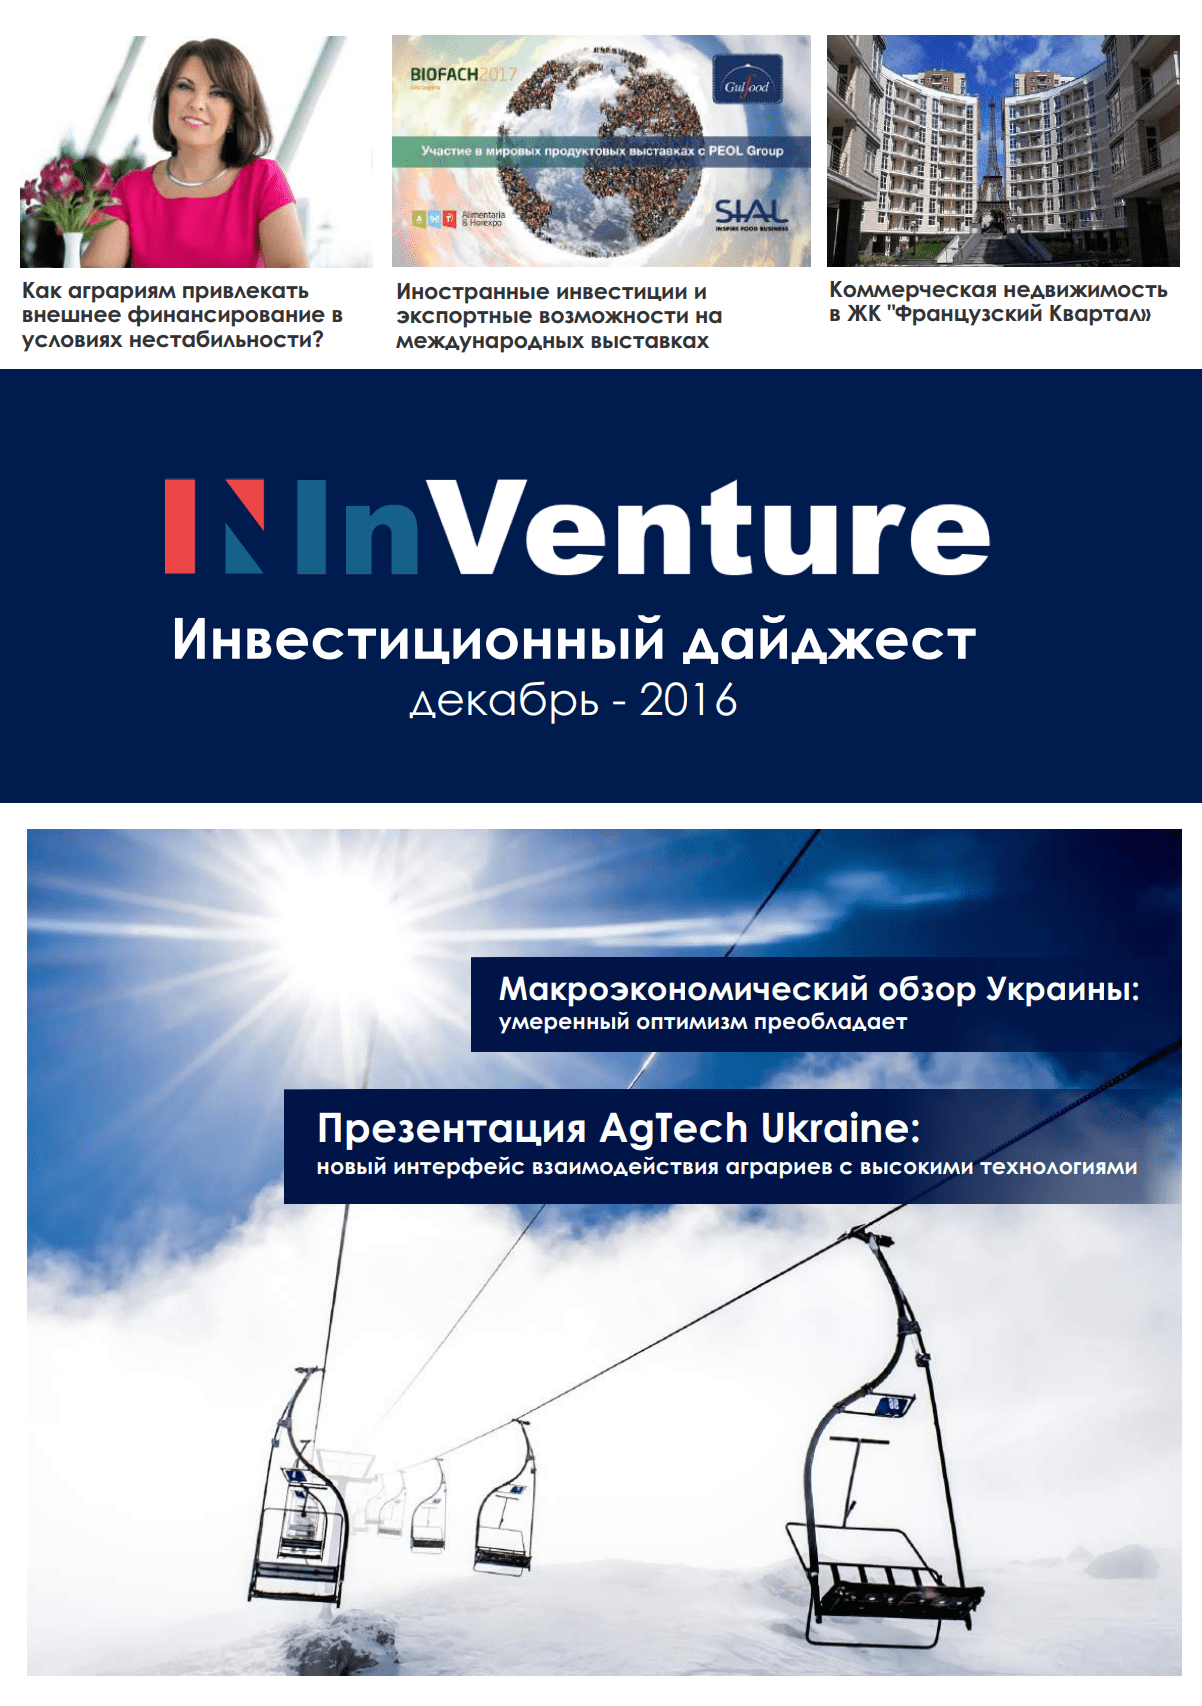 BIOFACH2017
Gulfood
Участие в мировых продуктовых выставках с PEOL Group
Alimentaria
& Horexpo
SIAL
INSPIRE FOOD BUSINESS
Как аграриям привлекать
внешнее финансирование в
условиях нестабильности?
Иностранные инвестиции и
экспортные возможности на
международных выставках
Коммерческая недвижимость
в ЖК "Французский Квартал»
InVenture
Инвестиционный дайджест
декабрь - 2016
Макроэкономический обзор Украины:
умеренный оптимизм преобладает
Презентация AgTech Ukraine:
новый интерфейс взаимодействия аграриев с высокими технологиями